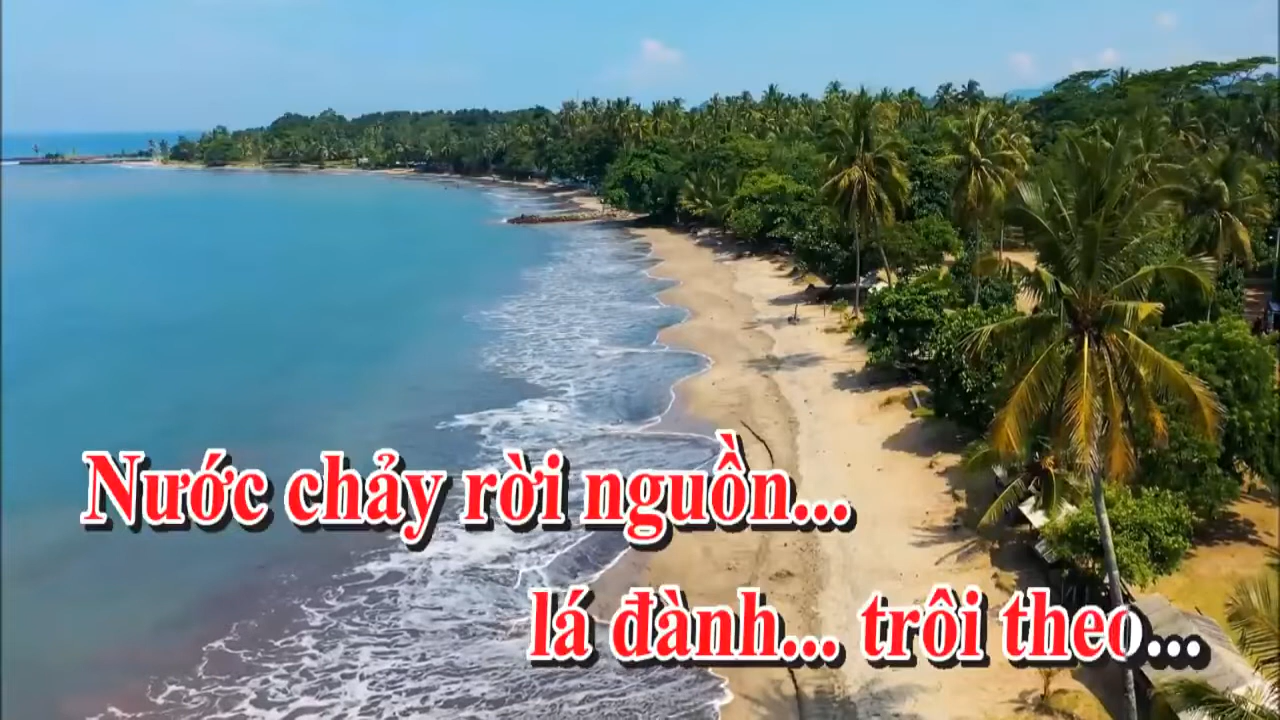 Nước chảy rời nguồn...
lá đành... trôi theo...